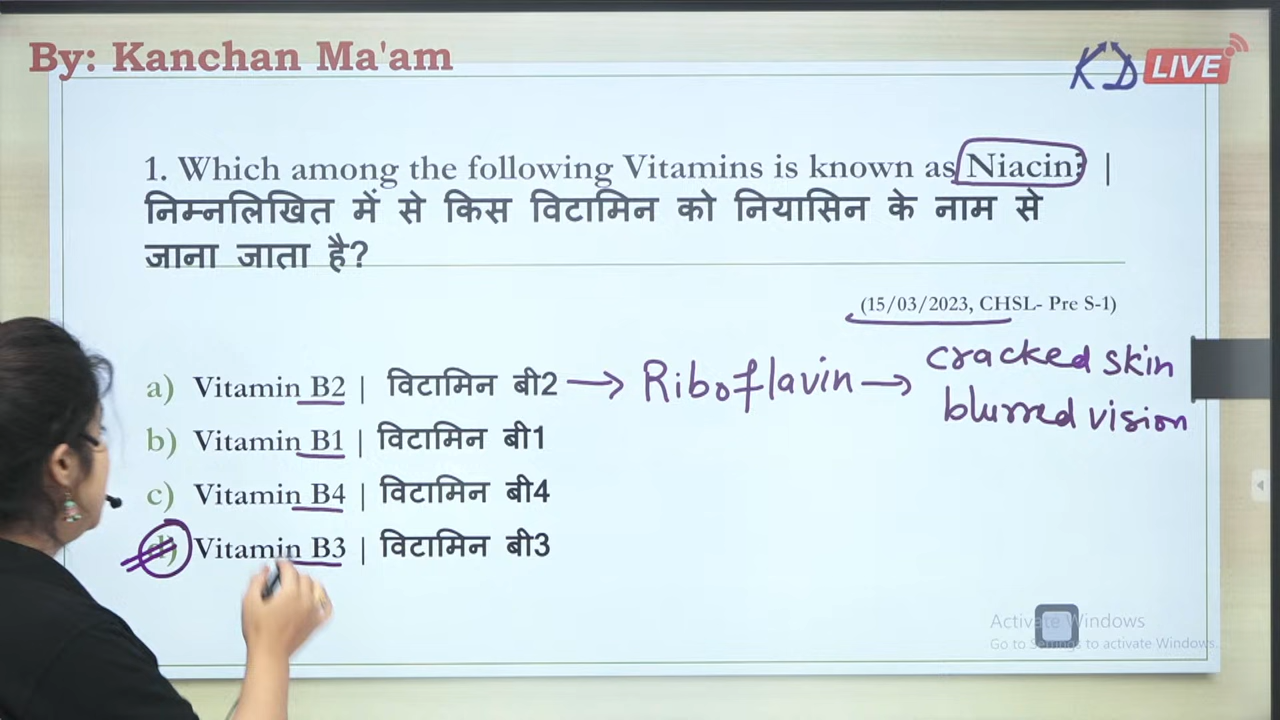 By: Kanchan Ma'am
KD LIVE
1. Which among the following Vitamins is known as Niacin? |
निम्नलिखित में से किस विटामिन को नियासिन के नाम से
जाना जाता है?
(15/03/2023, CHSL- Pre S-1)
a) Vitamin B2 | विटामिन बी2 → Riboflavin → cracked skin
blurred vision
b) Vitamin B1 | विटामिन बी1
c) Vitamin B4 | विटामिन बी4
d) Vitamin B3 | विटामिन बी3
Activate Windows
Go to Settings to activate Windows.